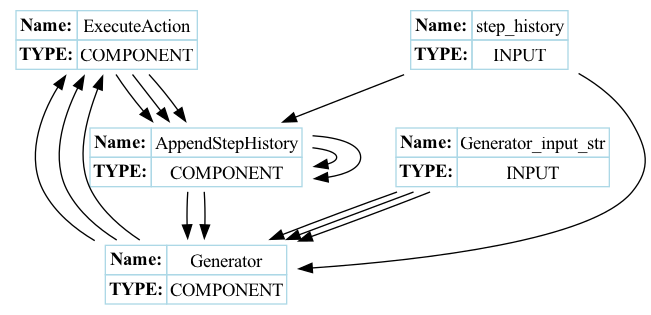 Name: ExecuteAction
TYPE: COMPONENT
Name: step_history
TYPE: INPUT
Name: AppendStepHistory
TYPE: COMPONENT
Name: Generator_input_str
TYPE: INPUT
Name: Generator
TYPE: COMPONENT